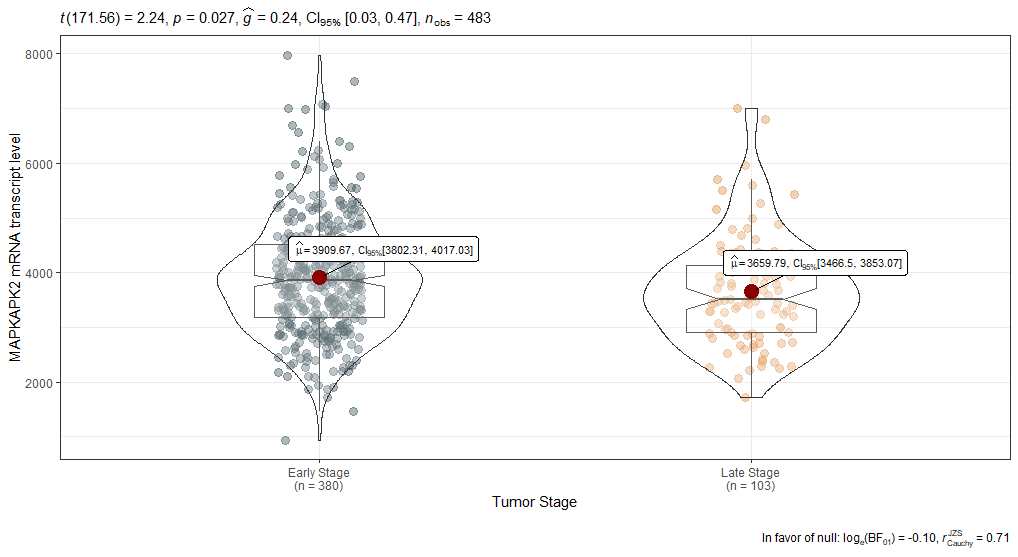 t(171.56) = 2.24, p = 0.027, ĝ = 0.24, CI95% [0.03, 0.47], nobs = 483
MAPKAPK2 mRNA transcript level
8000
6000
4000
2000
μ̂ = 3909.67, CI95%[3802.31, 4017.03]
μ̂ = 3659.79, CI95%[3466.5, 3853.07]
Early Stage
(n = 380)
Late Stage
(n = 103)
Tumor Stage
In favor of null: loge(BF01) = -0.10, rJZSCauchy = 0.71